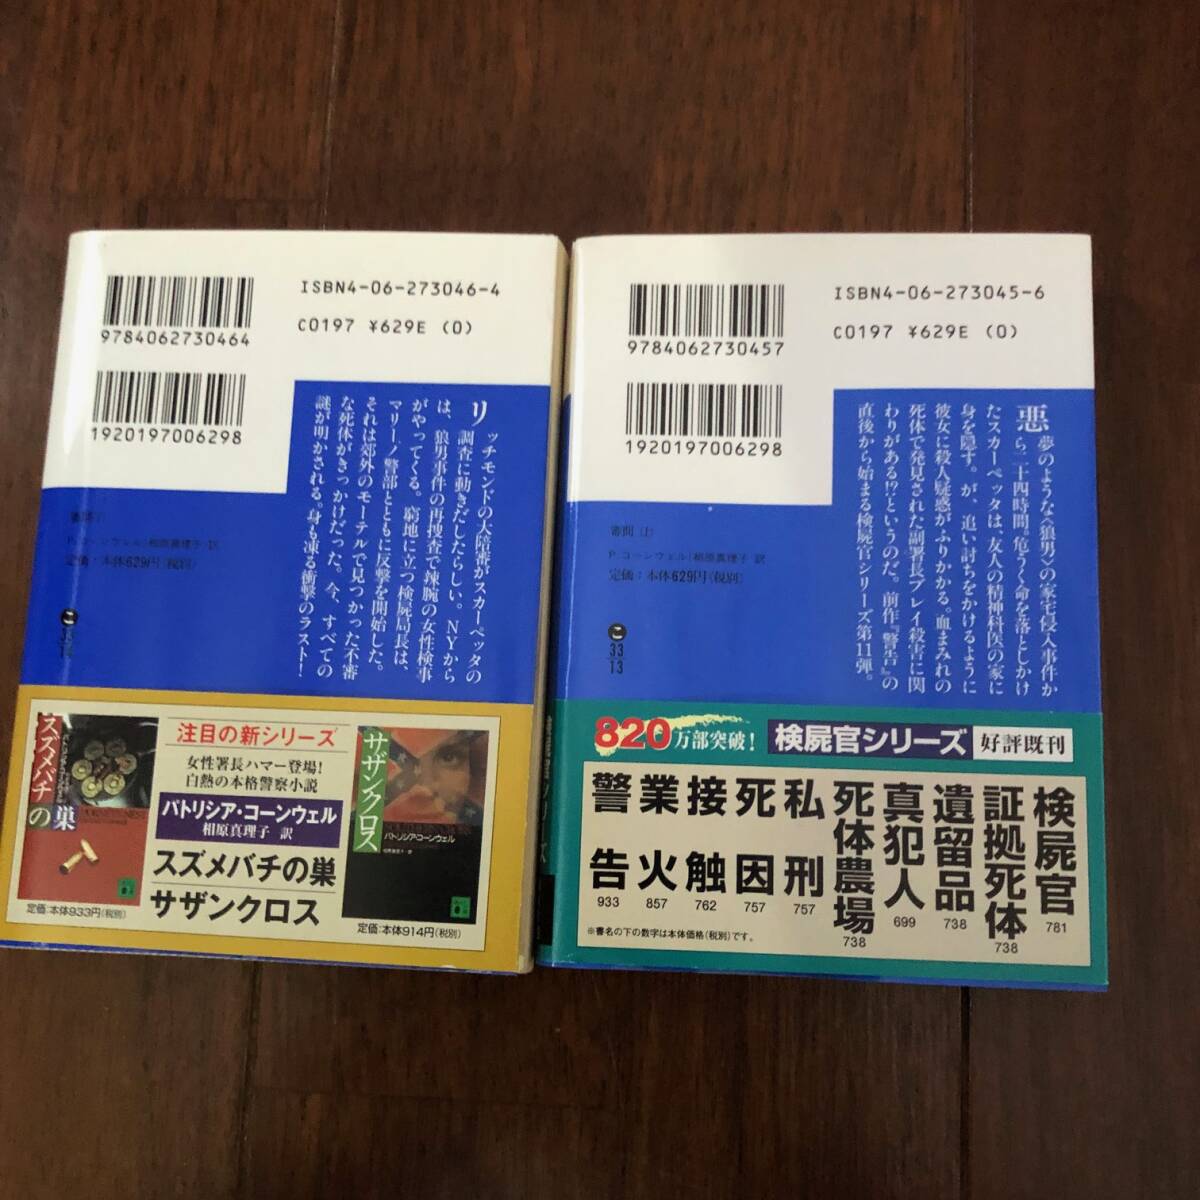 ISBN4-06-273046-4
C0197 ¥629E (0)
9784062730464
1920197006298
リッチモンドの大陪審がスカーペッタの
調査に動きだしたらしい。NYから
は、狼男事件の再捜査で辣腕の女性検事
がやってくる。窮地に立つ検屍局長は、
マリーノ警部とともに反撃を開始した。
それは郊外のモーテルで見つかった不審
な死体がきっかけだった。今、すべての
謎が明かされる。身も凍る衝撃のラスト!
審問(下)
P.コーンウェル|相原真理子 訳
定価:本体629円(税別)
こ
33
14
スズメバチの巣
注目の新シリーズ
女性署長ハマー登場!
白熱の本格警察小説
パトリシア・コーンウェル
相原真理子 訳
スズメバチの巣
サザンクロス
定価:本体933円(税別)
サザンクロス
パトリシア・コーンウェル
定価:本体914円(税別)
ISBN4-06-273045-6
C0197 ¥629E (0)
9784062730457
1920197006298
悪夢のような〈狼男〉の家宅侵入事件か
ら、二十四時間。危うく命を落としかけ
たスカーペッタは、友人の精神科医の家に
身を隠す。が、追い討ちをかけるように
彼女に殺人疑惑がふりかかる。血まみれの
死体で発見された副署長ブレイ殺害に関
わりがある!?というのだ。前作『警告』の
直後から始まる検屍官シリーズ第11弾。
審問(上)
P.コーンウェル|相原真理子 訳
定価:本体629円(税別)
こ
33
13
820万部突破! 検屍官シリーズ 好評既刊
検屍官 781
証拠死体 738
遺留品 738
真犯人 699
死体農場 738
私刑 757
死因 757
接触 762
業火 857
警告 933
※書名の下の数字は本体価格(税別)です。